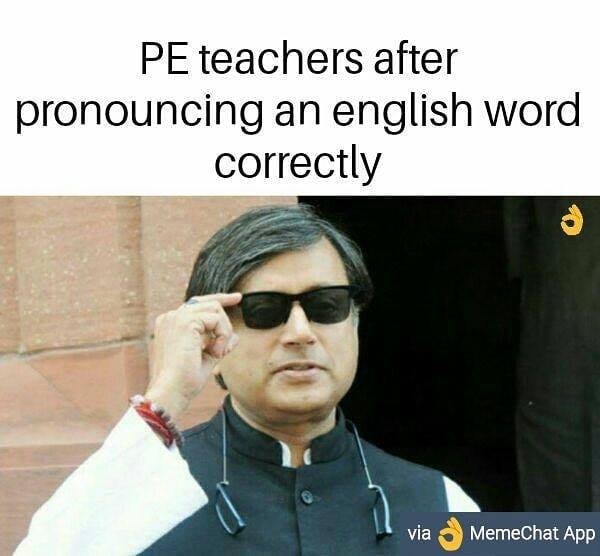 PE teachers after
pronouncing an english word
correctly
via 👌 MemeChat App